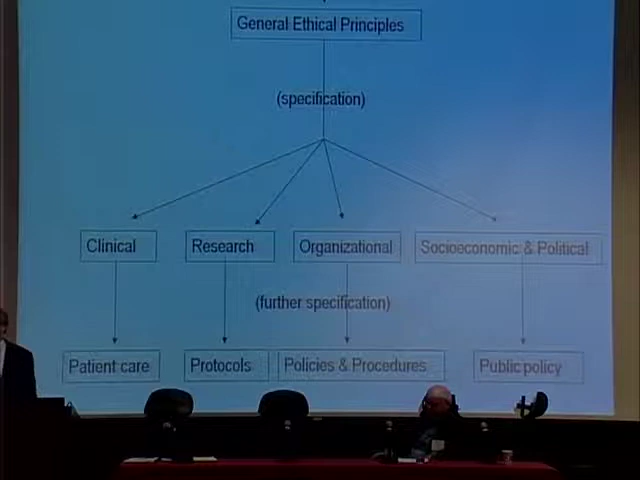 General Ethical Principles
(specification)
Clinical
Research
Organizational
Socioeconomic & Political
(further specification)
Patient care
Protocols
Policies & Procedures
Public policy